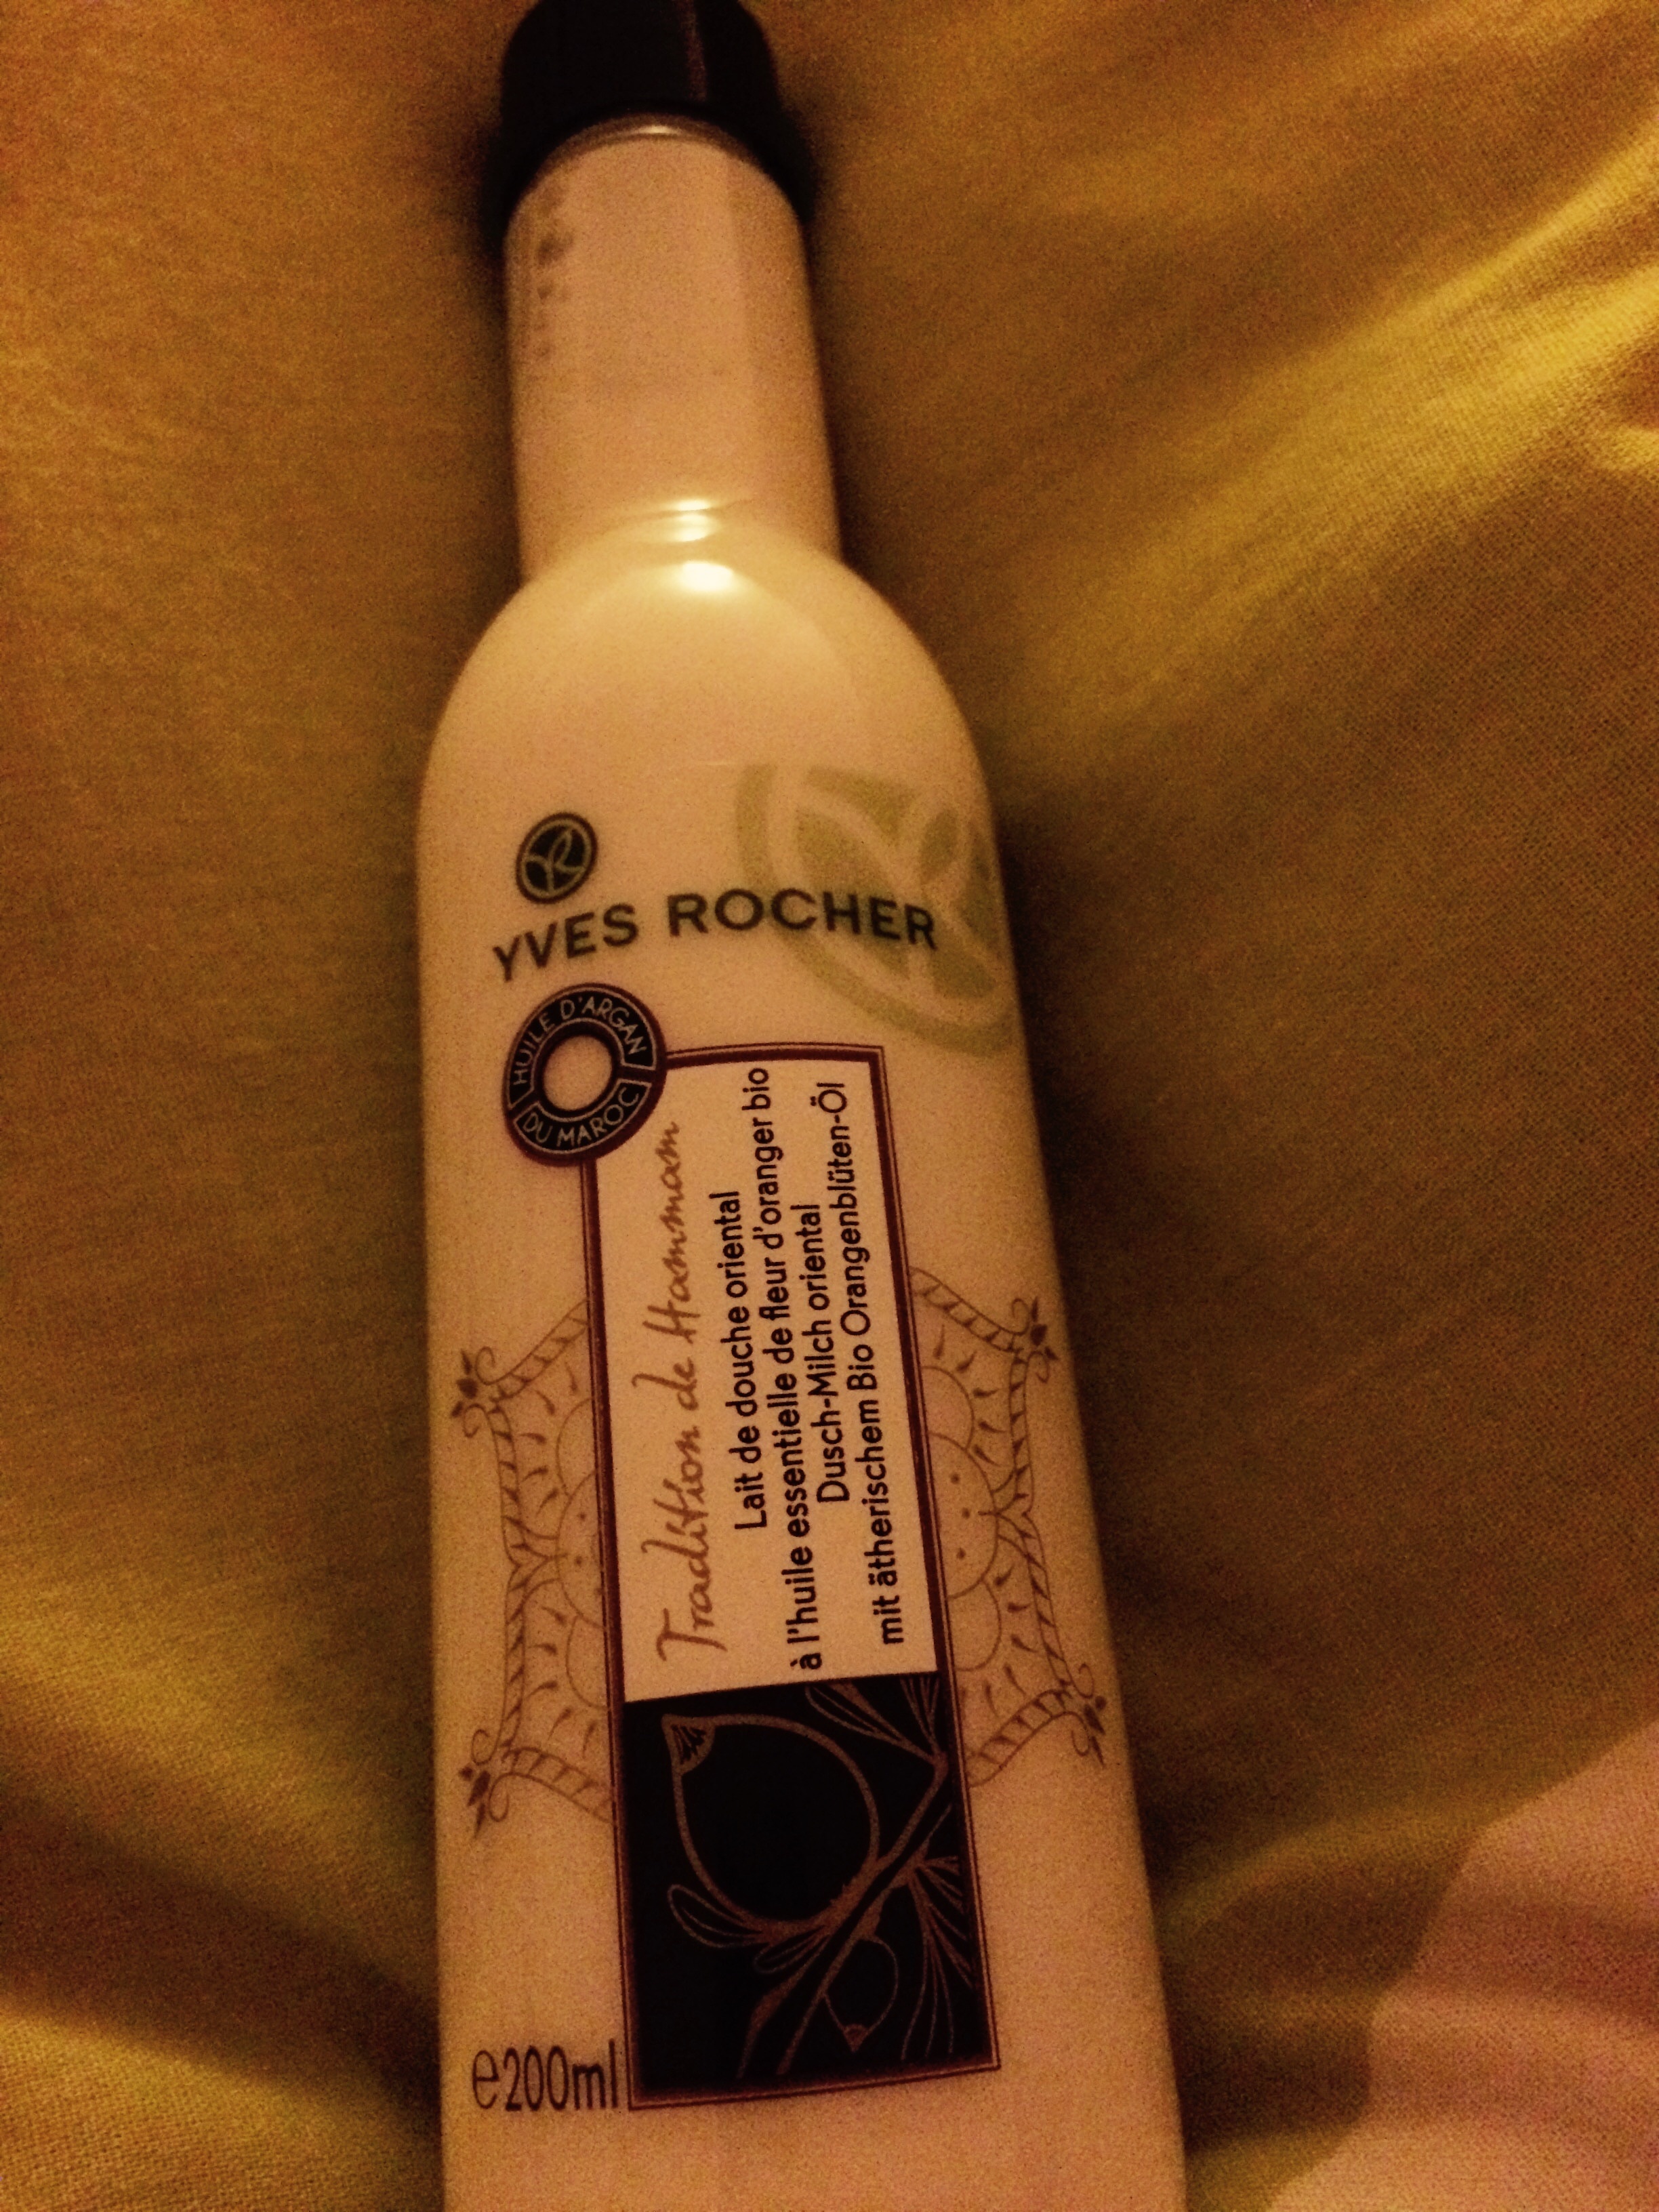 YVES ROCHER
HUILE D'ARGAN
DU MAROC
Tradition de Hammam
Lait de douche oriental
à l'huile essentielle de fleur d'oranger bio
Dusch-Milch oriental
mit ätherischem Bio Orangenblüten-Öl
e200ml